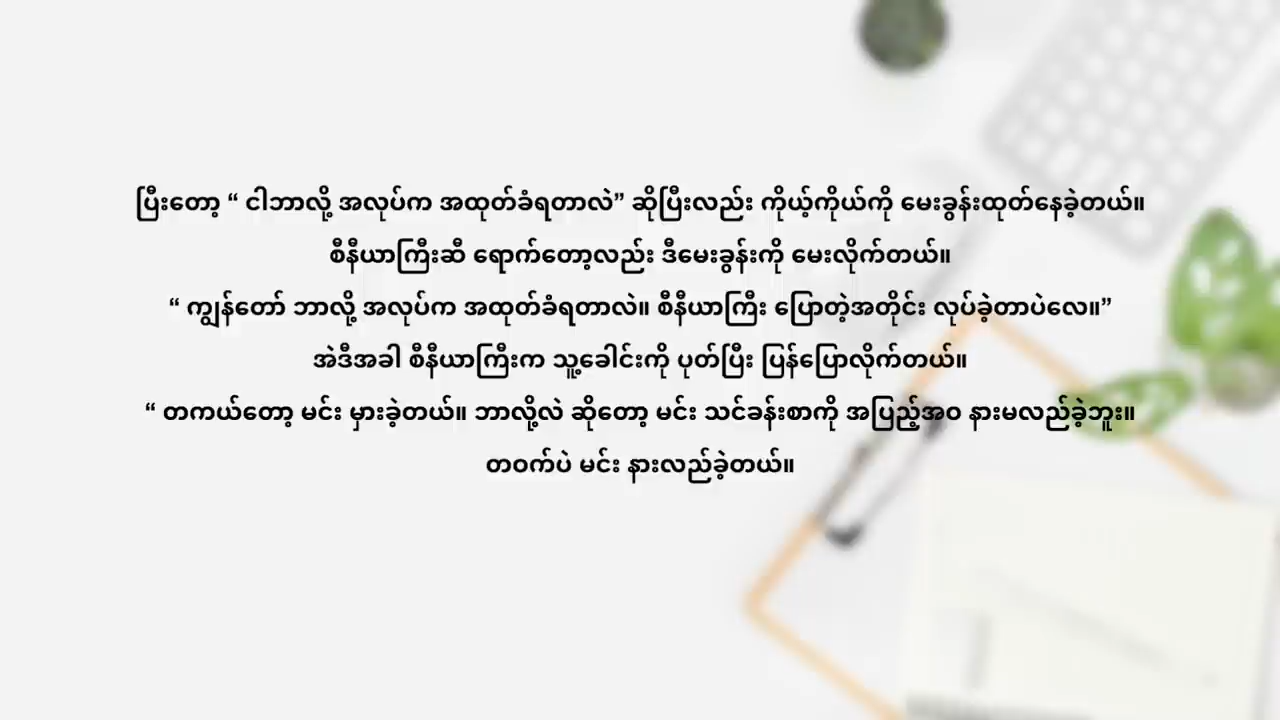 ပြီးတော့ “ ငါဘာလို့ အလုပ်က အထုတ်ခံရတာလဲ” ဆိုပြီးလည်း ကိုယ့်ကိုယ်ကို မေးခွန်းထုတ်နေခဲ့တယ်။
စီနီယာကြီးဆီ ရောက်တော့လည်း ဒီမေးခွန်းကို မေးလိုက်တယ်။
“ ကျွန်တော် ဘာလို့ အလုပ်က အထုတ်ခံရတာလဲ။ စီနီယာကြီး ပြောတဲ့အတိုင်း လုပ်ခဲ့တာပဲလေ။”
အဲဒီအခါ စီနီယာကြီးက သူ့ခေါင်းကို ပုတ်ပြီး ပြန်ပြောလိုက်တယ်။
“ တကယ်တော့ မင်း မှားခဲ့တယ်။ ဘာလို့လဲ ဆိုတော့ မင်း သင်ခန်းစာကို အပြည့်အဝ နားမလည်ခဲ့ဘူး။
တဝက်ပဲ မင်း နားလည်ခဲ့တယ်။